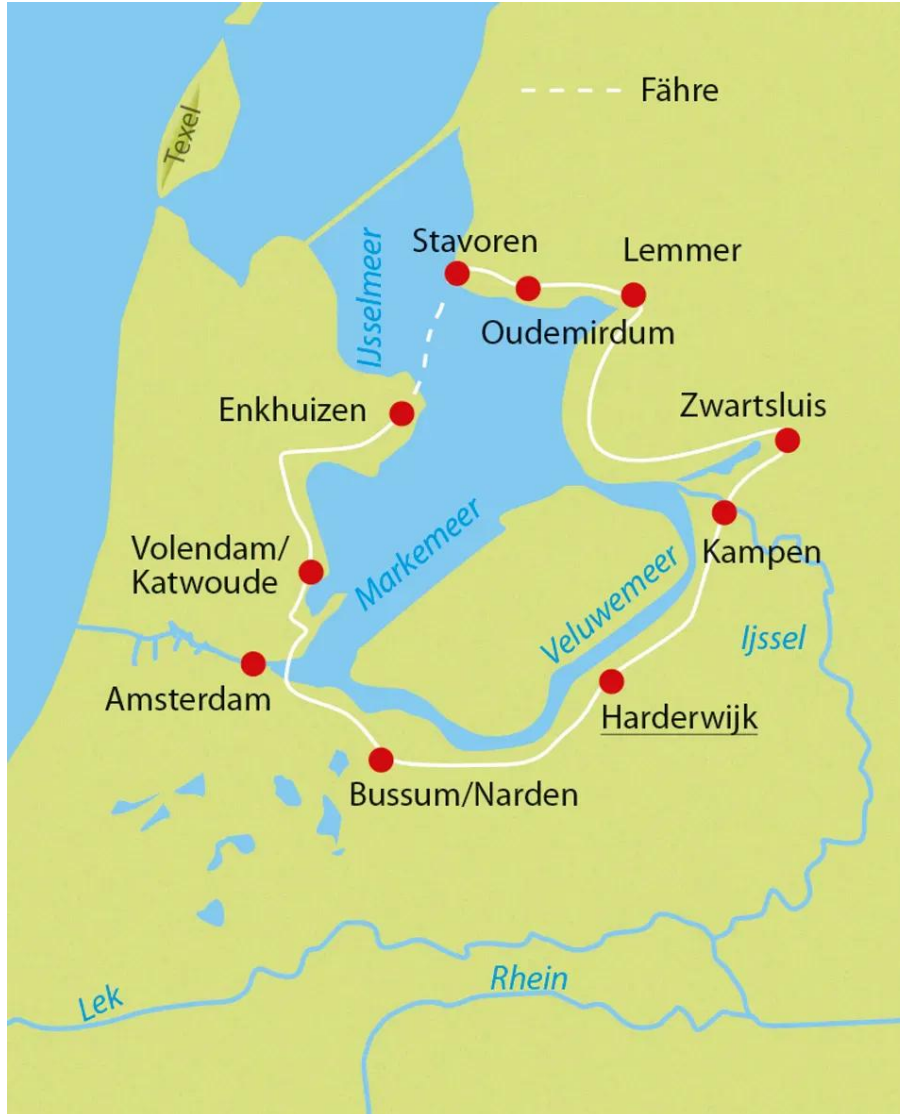 Fähre
Texel
Stavoren
Lemmer
IJsselmeer
Oudemirdum
Enkhuizen
Zwartsluis
Markemeer
Volendam/
Katwoude
Kampen
Veluwemeer
Ijssel
Amsterdam
Harderwijk
Bussum/Narden
Rhein
Lek